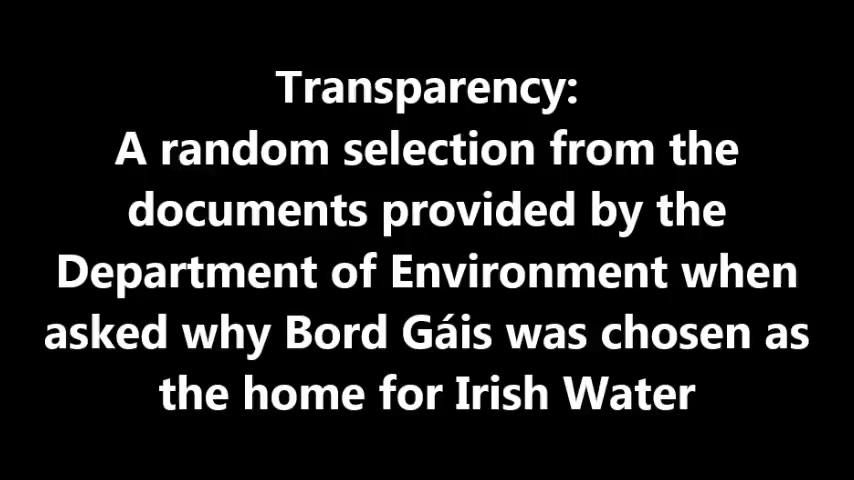 Transparency:
A random selection from the
documents provided by the
Department of Environment when
asked why Bord Gáis was chosen as
the home for Irish Water